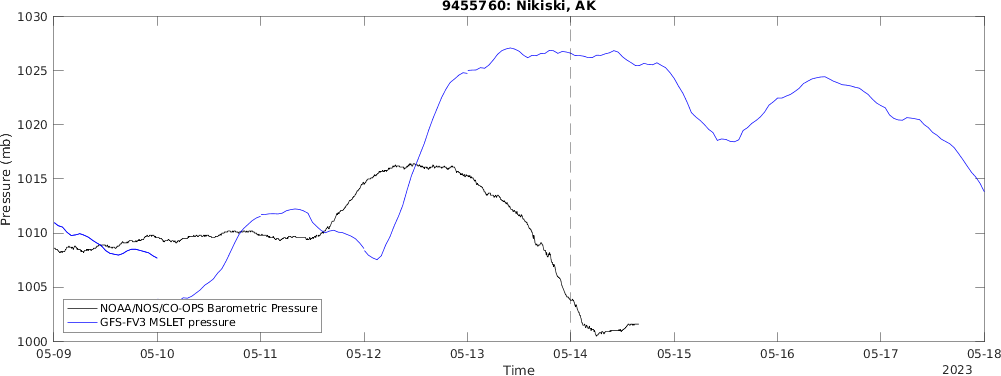 9455760: Nikiski, AK
Pressure (mb)
1030
1025
1020
1015
1010
1005
1000
NOAA/NOS/CO-OPS Barometric Pressure
GFS-FV3 MSLET pressure
05-09 05-10 05-11 05-12 05-13 05-14 05-15 05-16 05-17 05-18
Time
2023